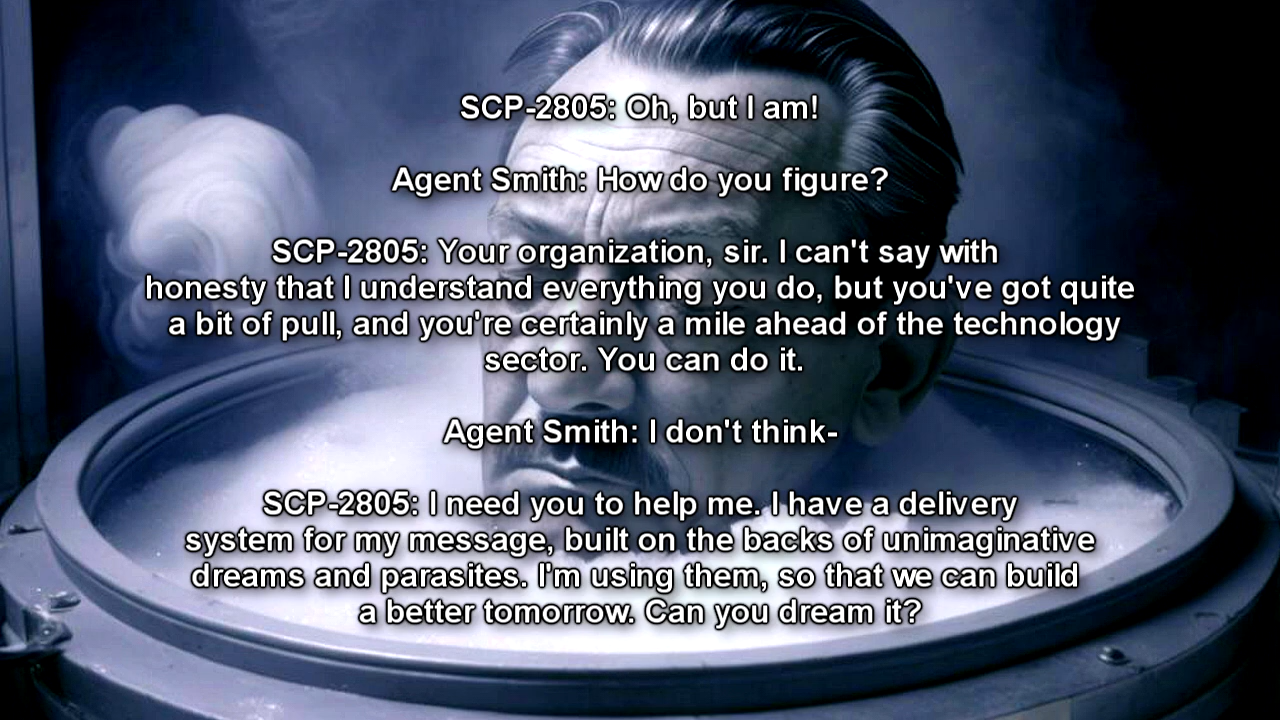 SCP-2805: Oh, but I am!
Agent Smith: How do you figure?
SCP-2805: Your organization, sir. I can't say with
honesty that I understand everything you do, but you've got quite
a bit of pull, and you're certainly a mile ahead of the technology
sector. You can do it.
Agent Smith: I don't think-
SCP-2805: I need you to help me. I have a delivery
system for my message, built on the backs of unimaginative
dreams and parasites. I'm using them, so that we can build
a better tomorrow. Can you dream it?